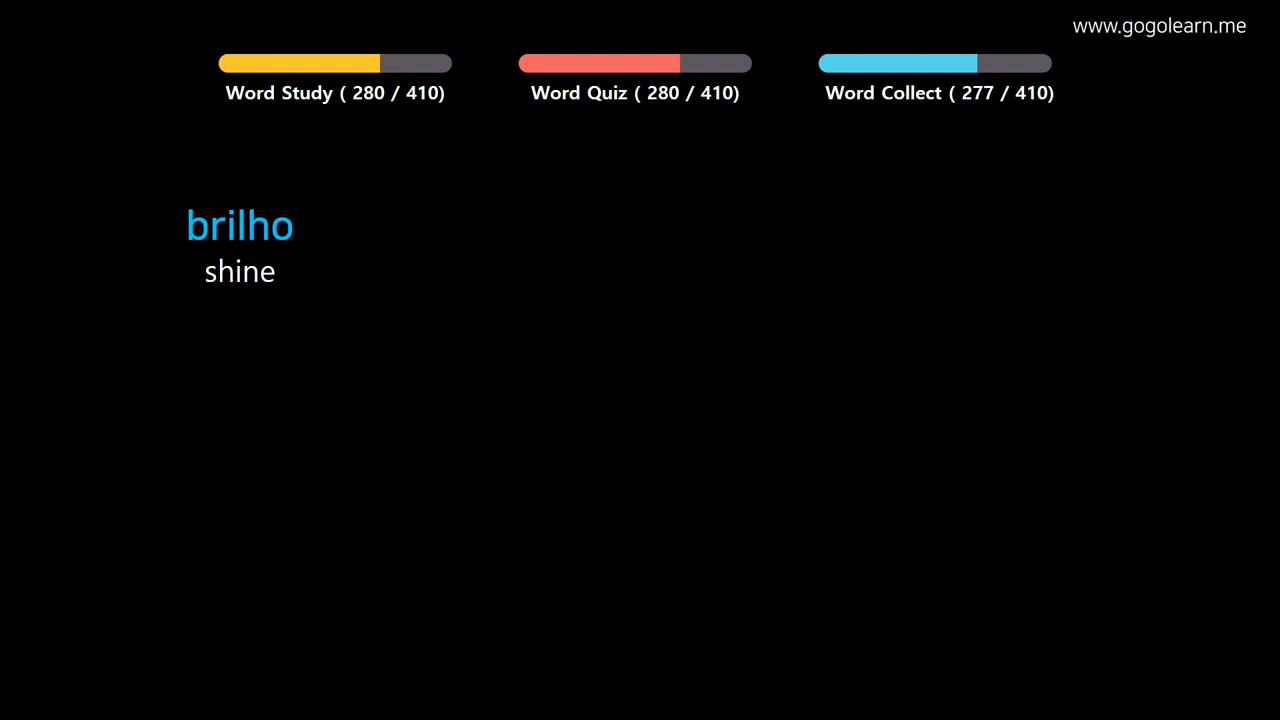 www.gogolearn.me
Word Study ( 280 / 410)
Word Quiz ( 280 / 410)
Word Collect ( 277 / 410)
brilho
shine